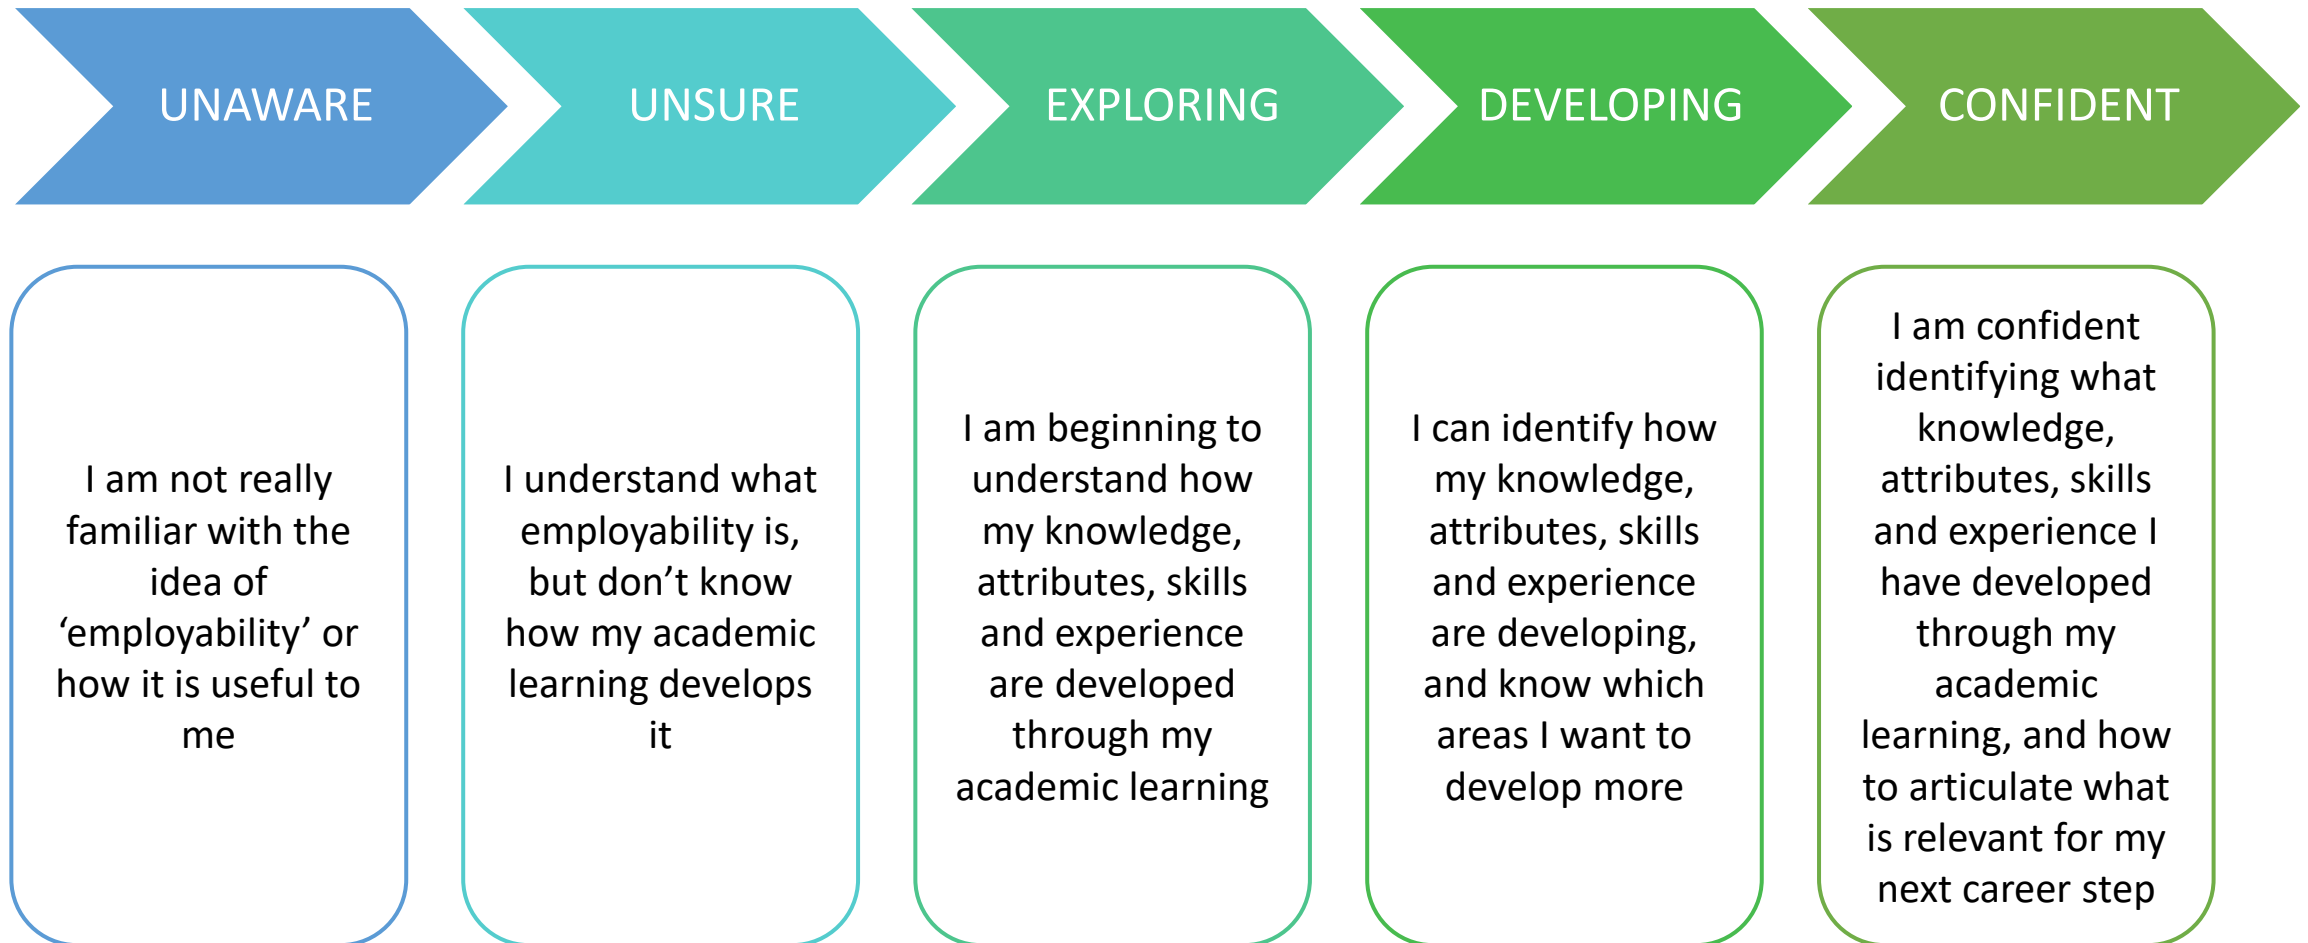 UNAWARE
UNSURE
EXPLORING
DEVELOPING
CONFIDENT
I am not really
familiar with the
idea of
‘employability’ or
how it is useful to
me
I understand what
employability is,
but don’t know
how my academic
learning develops
it
I am beginning to
understand how
my knowledge,
attributes, skills
and experience
are developed
through my
academic learning
I can identify how
my knowledge,
attributes, skills
and experience
are developing,
and know which
areas I want to
develop more
I am confident
identifying what
knowledge,
attributes, skills
and experience I
have developed
through my
academic
learning, and how
to articulate what
is relevant for my
next career step